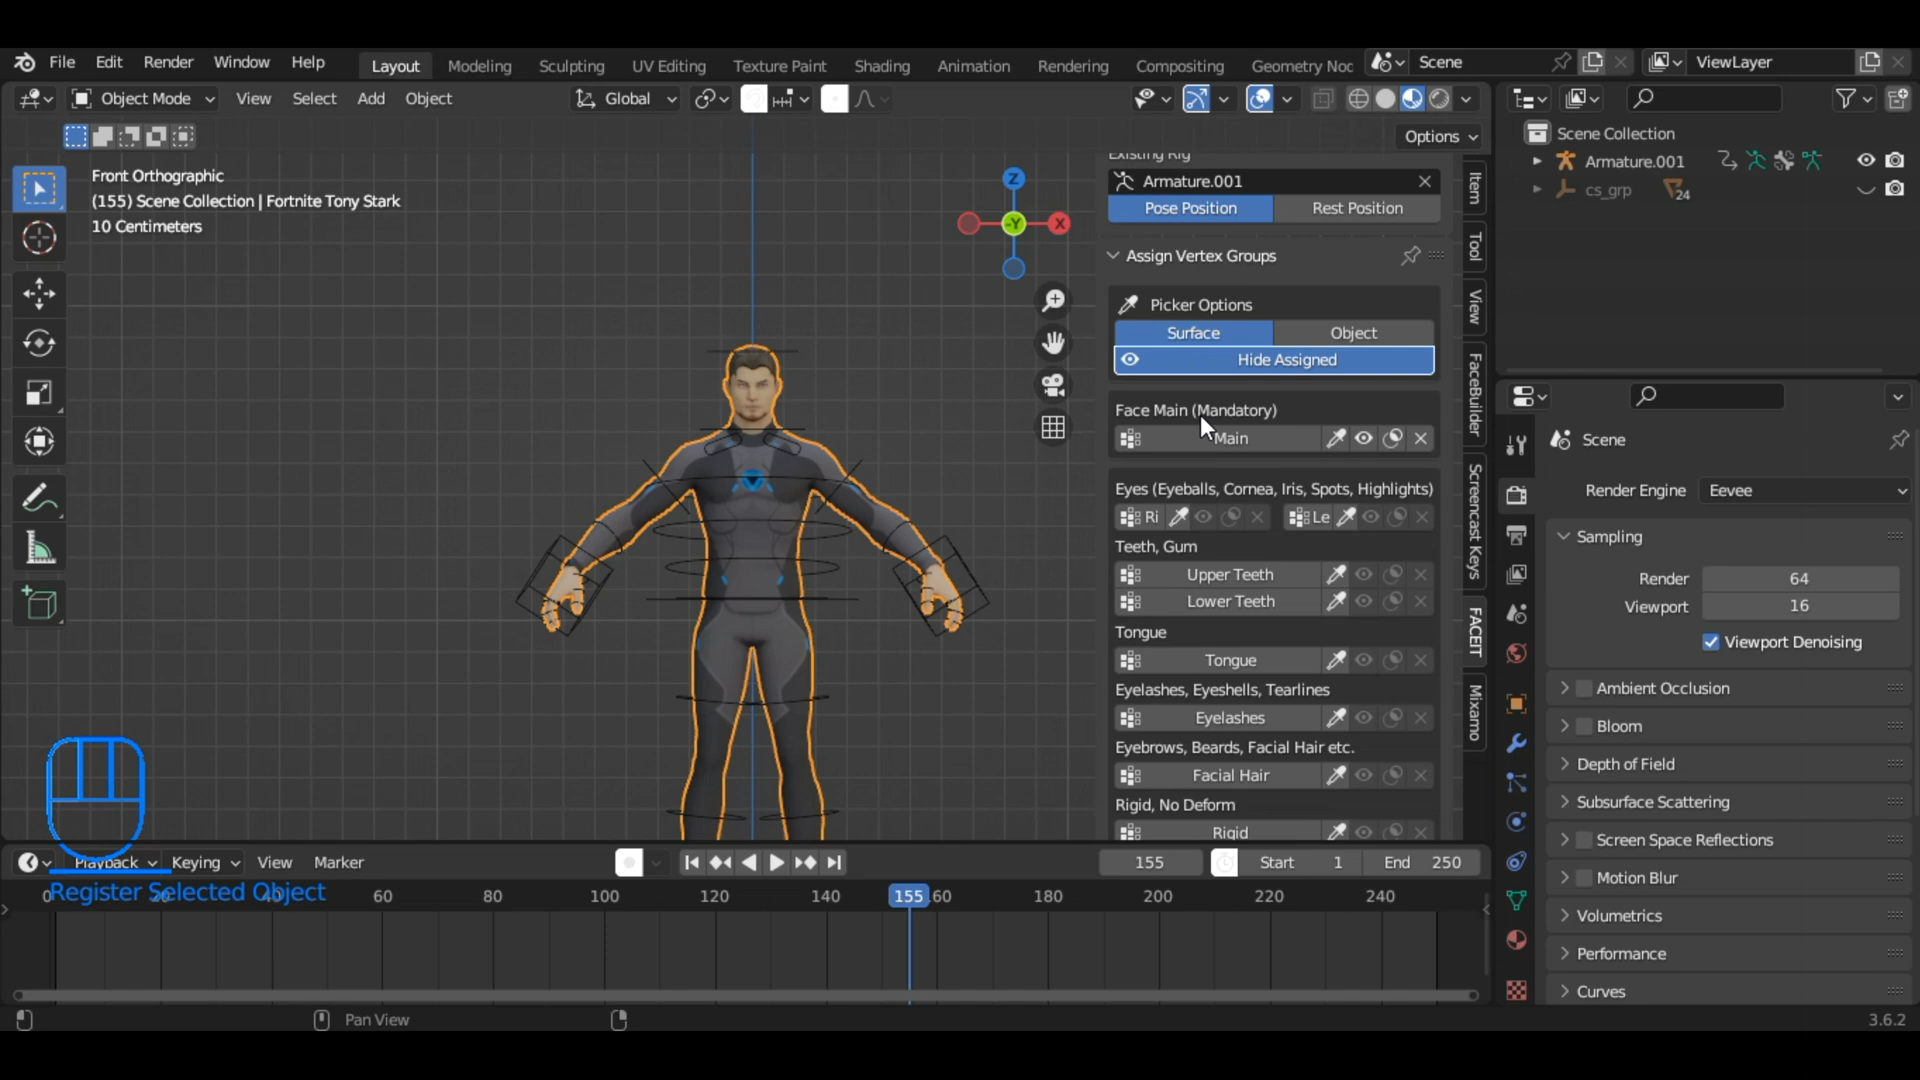 File Edit Render Window Help Layout Modeling Sculpting UV Editing Texture Paint Shading Animation Rendering Compositing Geometry Noc Scene ViewLayer
Object Mode View Select Add Object Global
Options
Front Orthographic
(155) Scene Collection | Fortnite Tony Stark
10 Centimeters
Z
-Y
X
Existing Rig
Armature.001
Pose Position Rest Position
Assign Vertex Groups
Picker Options
Surface Object
Hide Assigned
Face Main (Mandatory)
Main
Eyes (Eyeballs, Cornea, Iris, Spots, Highlights)
Ri Le
Teeth, Gum
Upper Teeth
Lower Teeth
Tongue
Tongue
Eyelashes, Eyeshells, Tearlines
Eyelashes
Eyebrows, Beards, Facial Hair etc.
Facial Hair
Rigid, No Deform
Rigid
Item
Tool
View
FaceBuilder
Screencast Keys
FACEIT
Mixamo
Scene Collection
Armature.001
cs_grp 24
Scene
Render Engine Eevee
Sampling
Render 64
Viewport 16
Viewport Denoising
Ambient Occlusion
Bloom
Depth of Field
Subsurface Scattering
Screen Space Reflections
Motion Blur
Volumetrics
Performance
Curves
Playback Keying View Marker 155 Start 1 End 250
Register Selected Object
0 20 40 60 80 100 120 140 155 160 180 200 220 240
Pan View
3.6.2